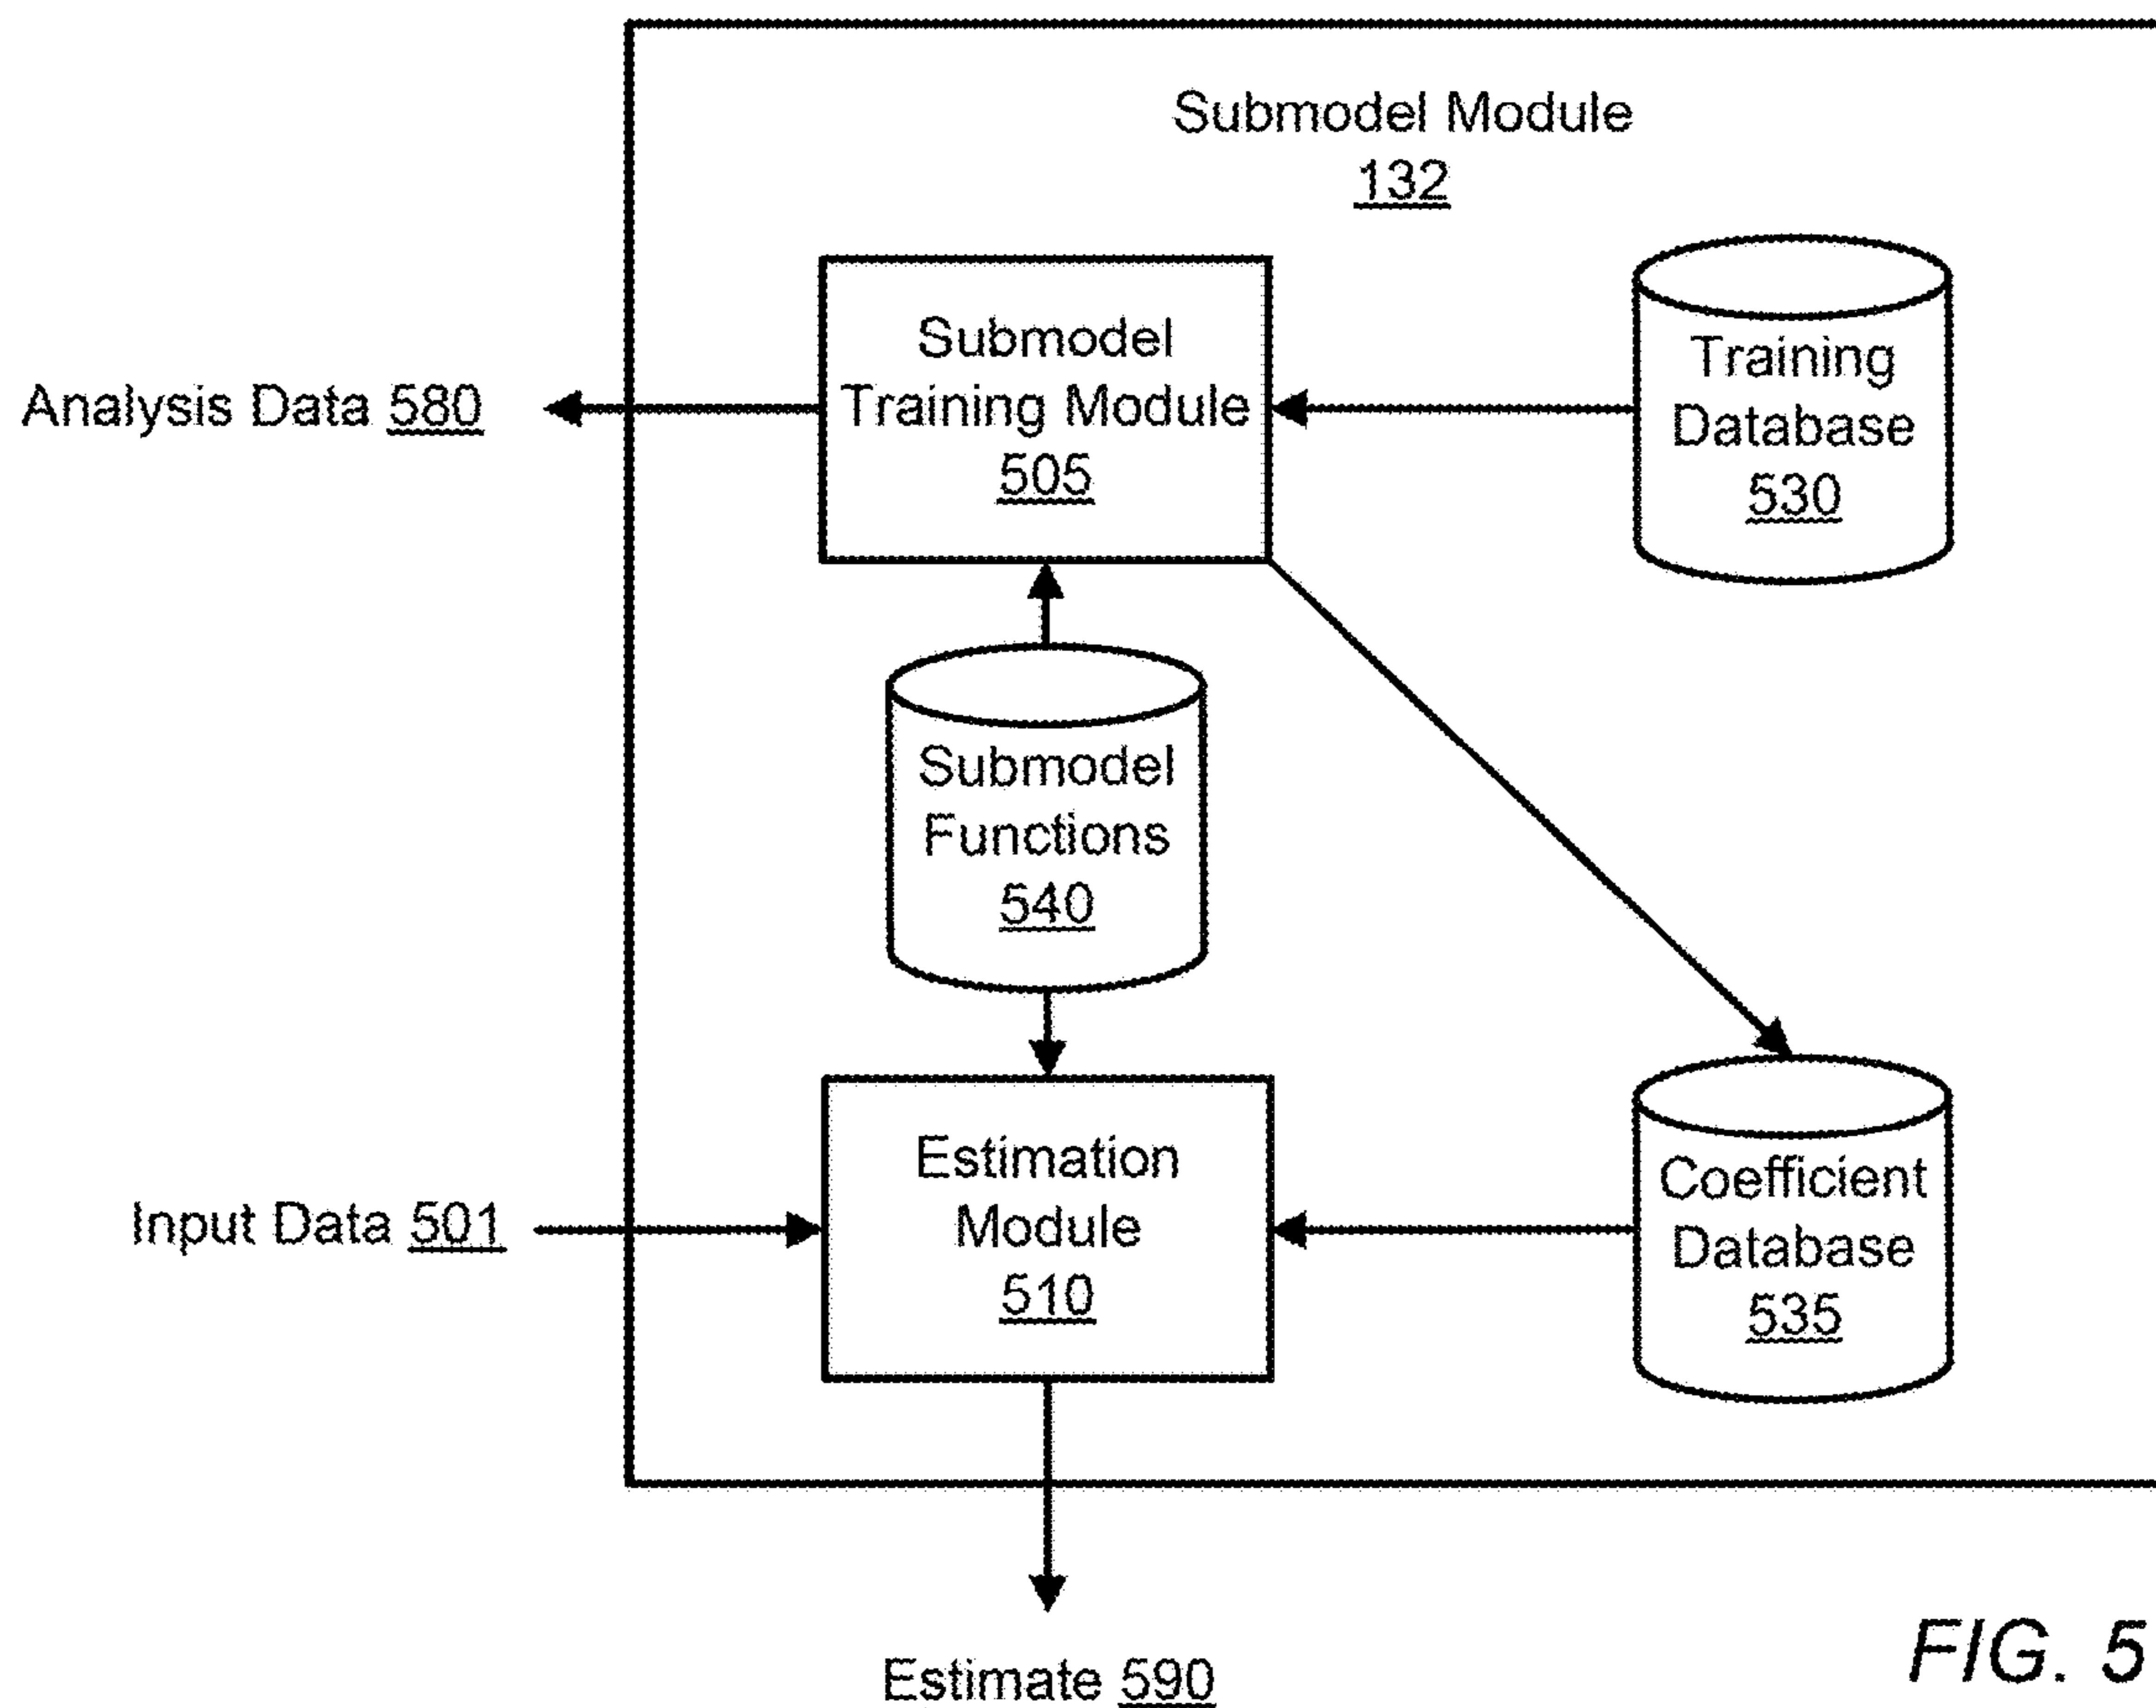 Submodel Module
132
Submodel
Training Module
505
Training
Database
530
Analysis Data 580
Submodel
Functions
540
Estimation
Module
510
Coefficient
Database
535
Input Data 501
Estimate 590
FIG. 5